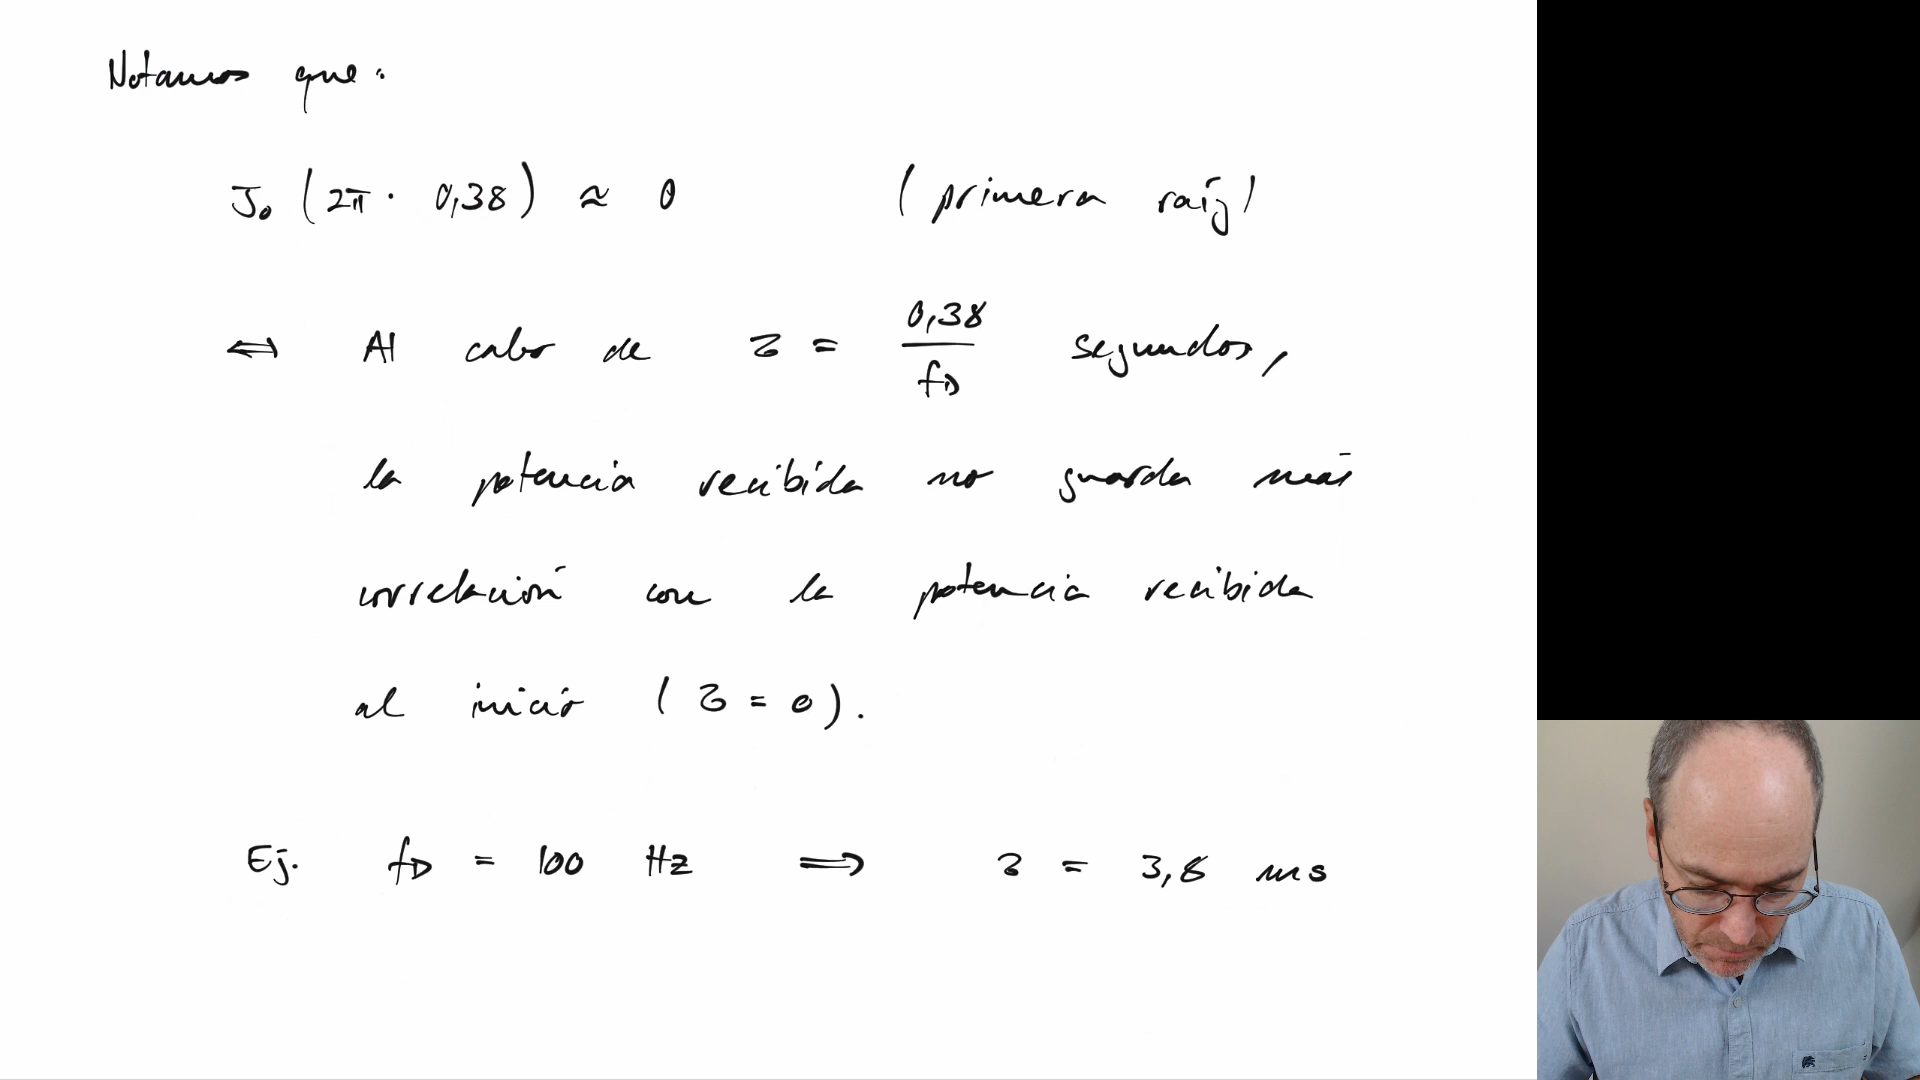 Notamos que:
J₀ (2π · 0,38) ≈ 0 (primera raíz)
⟺ Al cabo de τ = 0,38 / f_D segundos,
la potencia recibida no guarda más
correlación con la potencia recibida
al inicio (τ = 0).
Ej. f_D = 100 Hz ⟹ τ = 3,8 ms